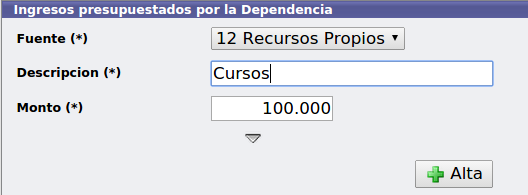 Ingresos presupuestados por la Dependencia
Fuente (*) 12 Recursos Propios
Descripcion (*) Cursos
Monto (*) 100.000
Alta